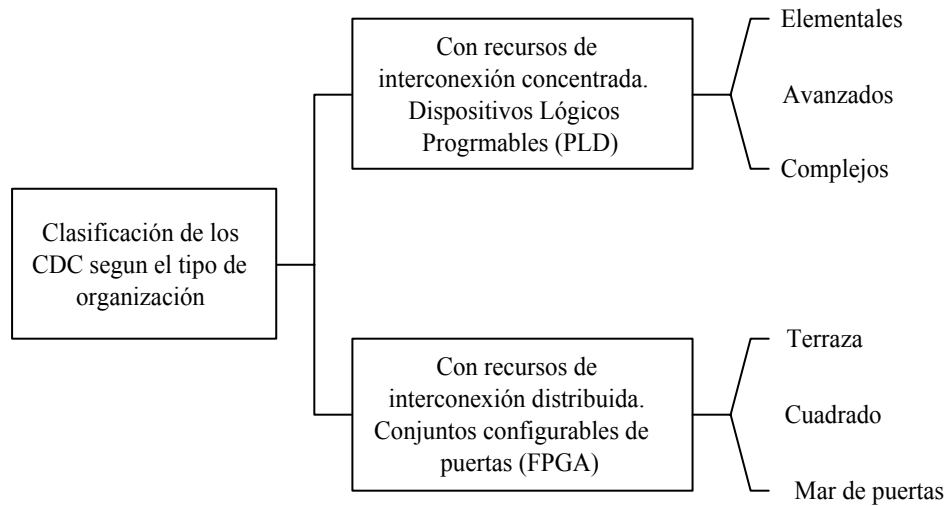 Clasificación de los
CDC segun el tipo de
organización
Con recursos de
interconexión concentrada.
Dispositivos Lógicos
Progrmables (PLD)
Elementales
Avanzados
Complejos
Con recursos de
interconexión distribuida.
Conjuntos configurables de
puertas (FPGA)
Terraza
Cuadrado
Mar de puertas